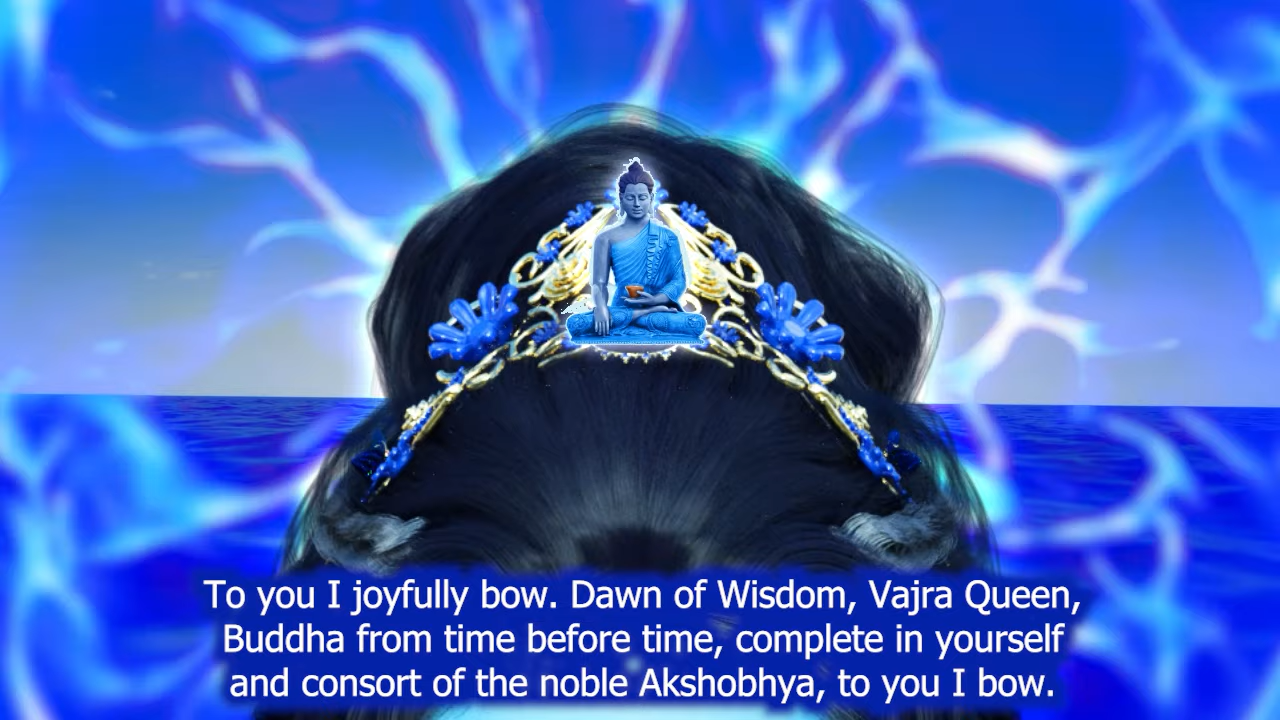 To you I joyfully bow. Dawn of Wisdom, Vajra Queen,
Buddha from time before time, complete in yourself
and consort of the noble Akshobhya, to you I bow.